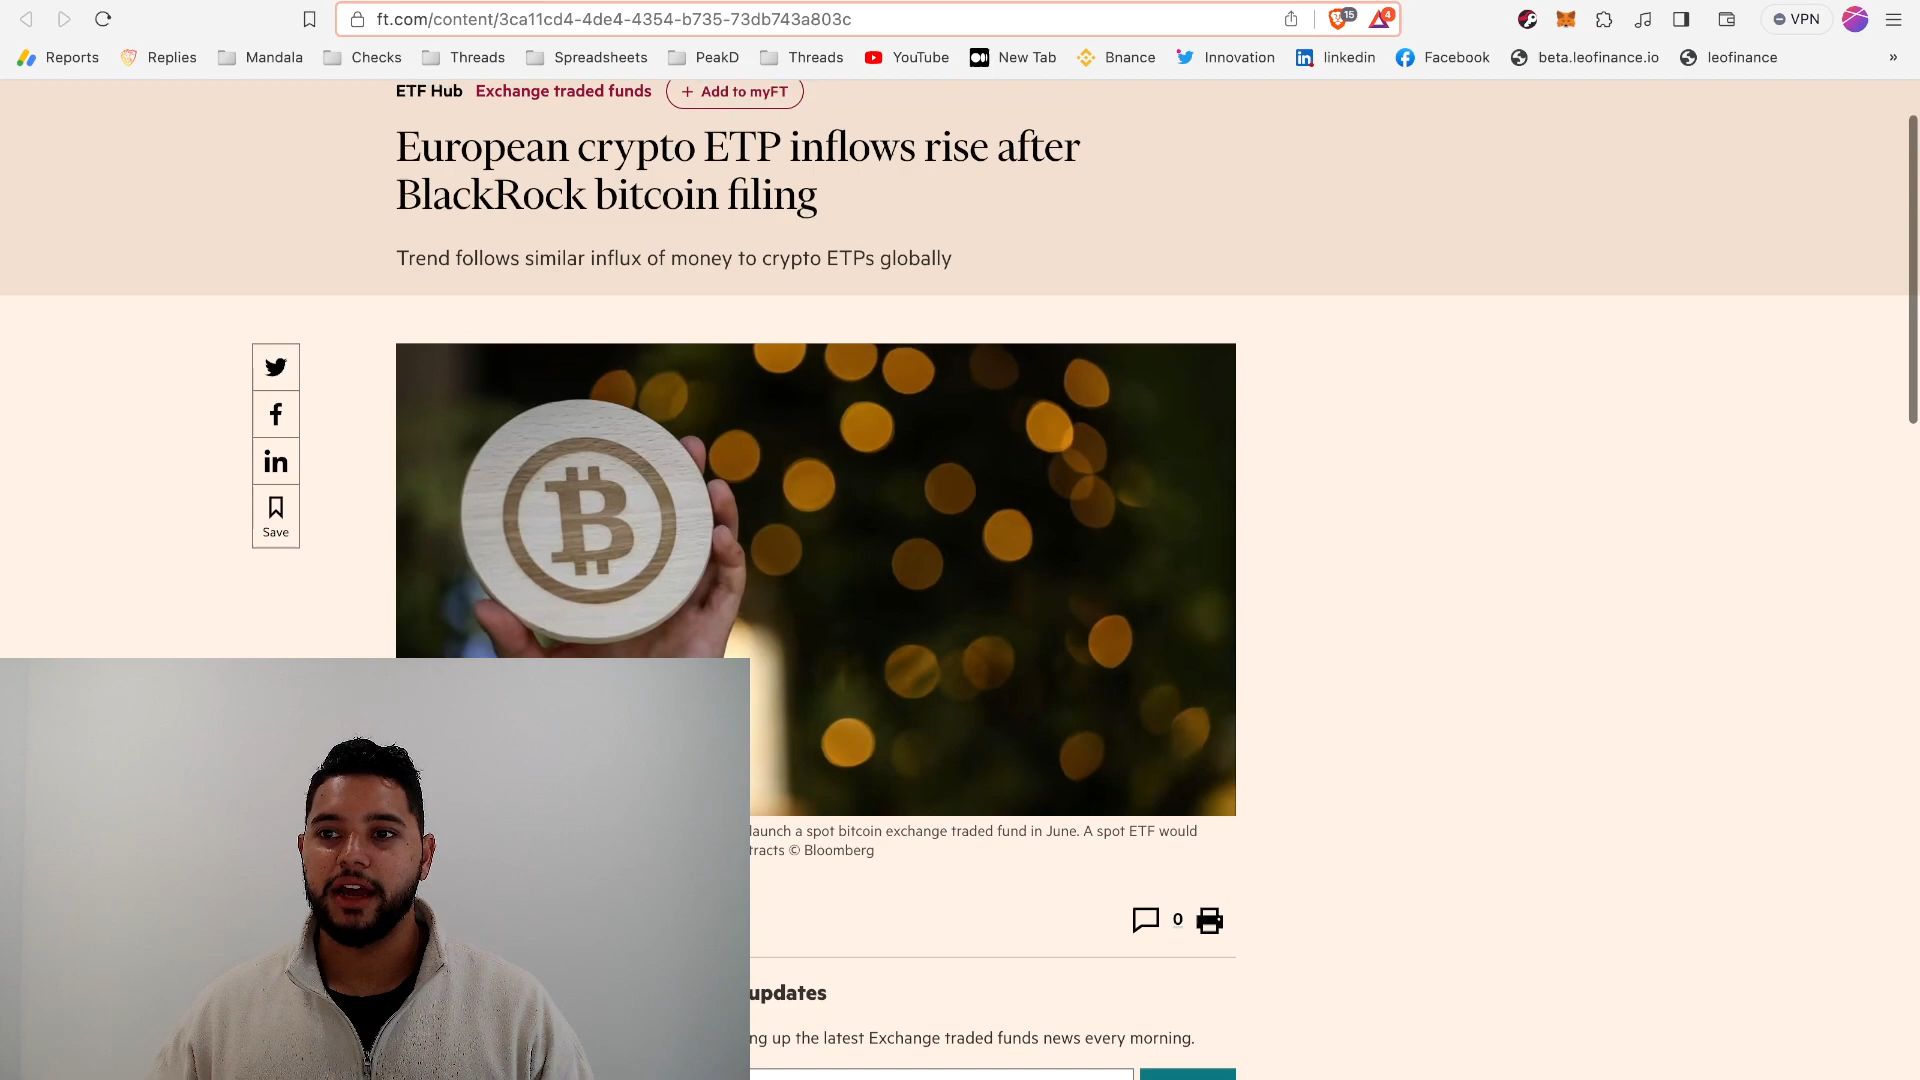 ft.com/content/3ca11cd4-4de4-4354-b735-73db743a803c
15
4
VPN
Reports
Replies
Mandala
Checks
Threads
Spreadsheets
PeakD
Threads
YouTube
New Tab
Bnance
Innovation
linkedin
Facebook
beta.leofinance.io
leofinance
»
ETF Hub Exchange traded funds + Add to myFT
European crypto ETP inflows rise after
BlackRock bitcoin filing
Trend follows similar influx of money to crypto ETPs globally
Save
launch a spot bitcoin exchange traded fund in June. A spot ETF would
tracts © Bloomberg
0
updates
ng up the latest Exchange traded funds news every morning.